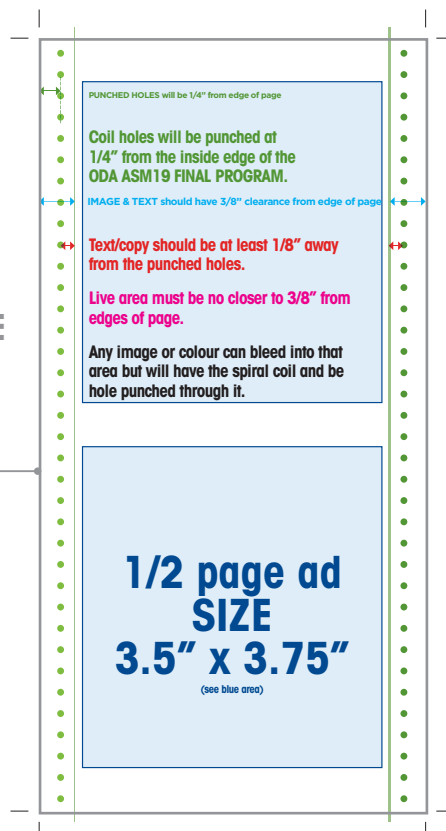 PUNCHED HOLES will be 1/4” from edge of page
Coil holes will be punched at
1/4” from the inside edge of the
ODA ASM19 FINAL PROGRAM.
IMAGE & TEXT should have 3/8” clearance from edge of page
Text/copy should be at least 1/8” away
from the punched holes.
Live area must be no closer to 3/8” from
edges of page.
Any image or colour can bleed into that
area but will have the spiral coil and be
hole punched through it.
1/2 page ad
SIZE
3.5” x 3.75”
(see blue area)